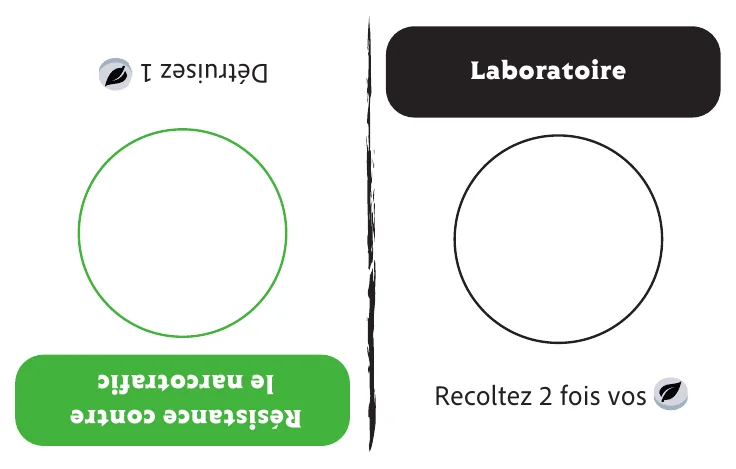 Résistance contre
le narcotrafic
Détruisez 1
Laboratoire
Recoltez 2 fois vos